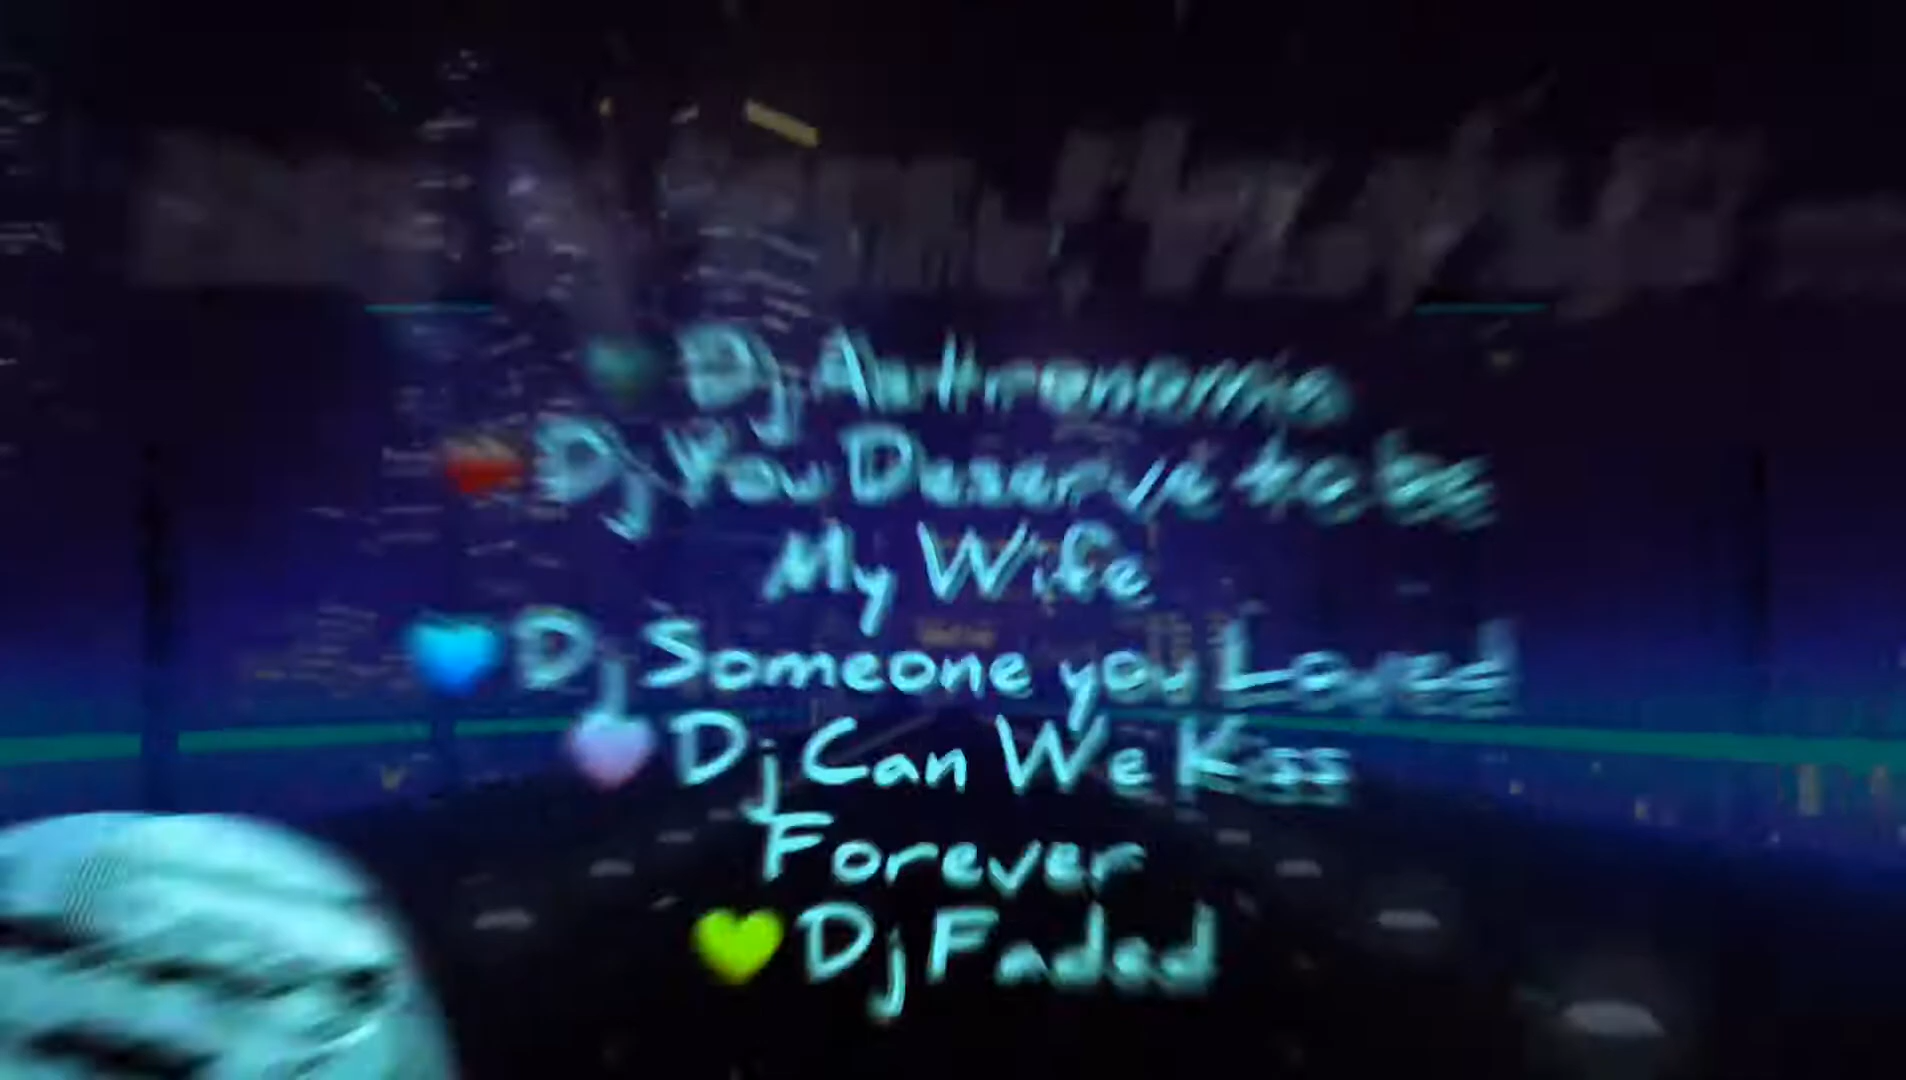 Dj Astronomia
Dj You Deserve to be
My Wife
Dj Someone you Loved
Dj Can We Kiss
Forever
Dj Faded